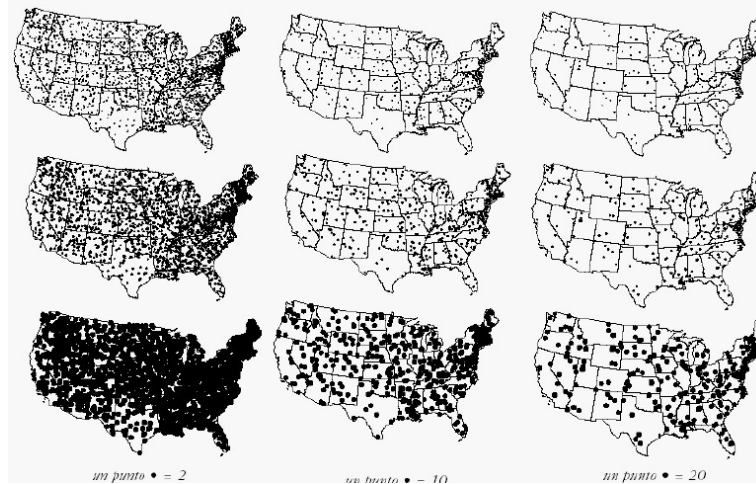 un punto • = 2
un punto • = 10
un punto • = 20